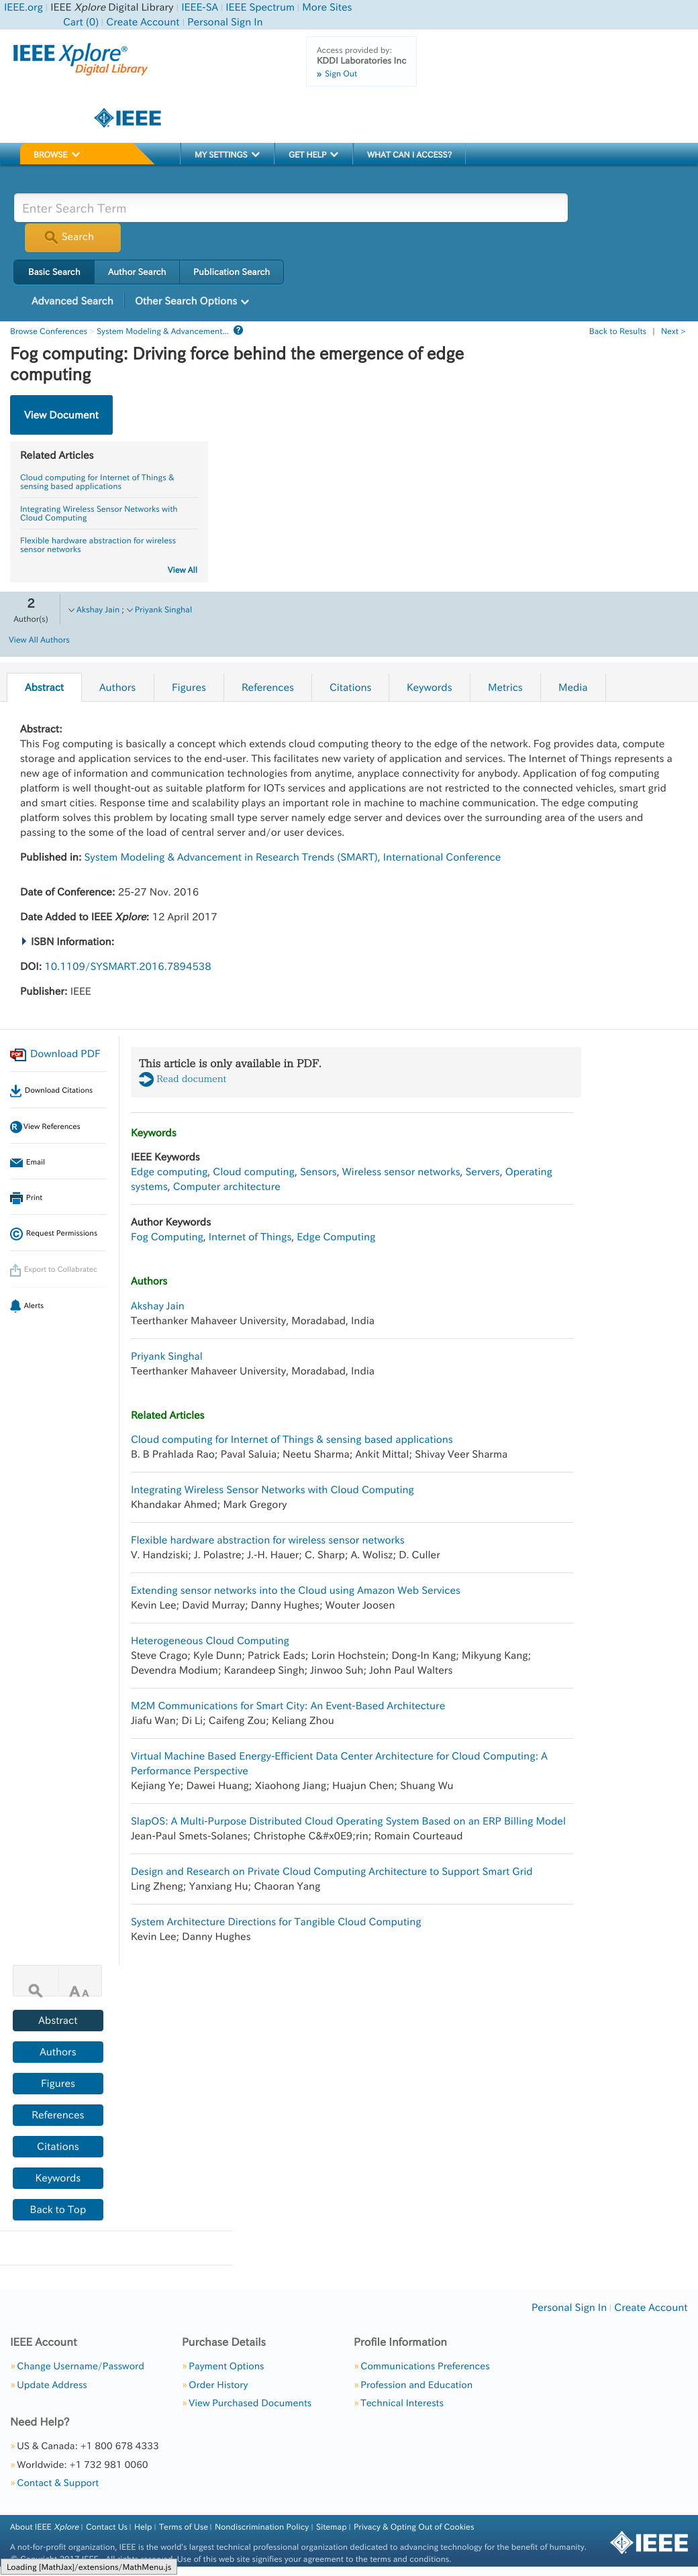 IEEE.org | IEEE Xplore Digital Library | IEEE-SA | IEEE Spectrum | More Sites
Cart (0) | Create Account | Personal Sign In
IEEE Xplore®
Digital Library
Access provided by:
KDDI Laboratories Inc
» Sign Out
IEEE
BROWSE
MY SETTINGS
GET HELP
WHAT CAN I ACCESS?
Enter Search Term
Search
Basic Search
Author Search
Publication Search
Advanced Search
Other Search Options
Browse Conferences > System Modeling & Advancement... ?
Back to Results | Next >
Fog computing: Driving force behind the emergence of edge
computing
View Document
Related Articles
Cloud computing for Internet of Things &
sensing based applications
Integrating Wireless Sensor Networks with
Cloud Computing
Flexible hardware abstraction for wireless
sensor networks
View All
2
Author(s)
Akshay Jain ; Priyank Singhal
View All Authors
Abstract
Authors
Figures
References
Citations
Keywords
Metrics
Media
Abstract:
This Fog computing is basically a concept which extends cloud computing theory to the edge of the network. Fog provides data, compute
storage and application services to the end-user. This facilitates new variety of application and services. The Internet of Things represents a
new age of information and communication technologies from anytime, anyplace connectivity for anybody. Application of fog computing
platform is well thought-out as suitable platform for IOTs services and applications are not restricted to the connected vehicles, smart grid
and smart cities. Response time and scalability plays an important role in machine to machine communication. The edge computing
platform solves this problem by locating small type server namely edge server and devices over the surrounding area of the users and
passing to the some of the load of central server and/or user devices.
Published in: System Modeling & Advancement in Research Trends (SMART), International Conference
Date of Conference: 25-27 Nov. 2016
Date Added to IEEE Xplore: 12 April 2017
ISBN Information:
DOI: 10.1109/SYSMART.2016.7894538
Publisher: IEEE
Download PDF
Download Citations
View References
Email
Print
Request Permissions
Export to Collabratec
Alerts
This article is only available in PDF.
Read document
Keywords
IEEE Keywords
Edge computing, Cloud computing, Sensors, Wireless sensor networks, Servers, Operating
systems, Computer architecture
Author Keywords
Fog Computing, Internet of Things, Edge Computing
Authors
Akshay Jain
Teerthanker Mahaveer University, Moradabad, India
Priyank Singhal
Teerthanker Mahaveer University, Moradabad, India
Related Articles
Cloud computing for Internet of Things & sensing based applications
B. B Prahlada Rao; Paval Saluia; Neetu Sharma; Ankit Mittal; Shivay Veer Sharma
Integrating Wireless Sensor Networks with Cloud Computing
Khandakar Ahmed; Mark Gregory
Flexible hardware abstraction for wireless sensor networks
V. Handziski; J. Polastre; J.-H. Hauer; C. Sharp; A. Wolisz; D. Culler
Extending sensor networks into the Cloud using Amazon Web Services
Kevin Lee; David Murray; Danny Hughes; Wouter Joosen
Heterogeneous Cloud Computing
Steve Crago; Kyle Dunn; Patrick Eads; Lorin Hochstein; Dong-In Kang; Mikyung Kang;
Devendra Modium; Karandeep Singh; Jinwoo Suh; John Paul Walters
M2M Communications for Smart City: An Event-Based Architecture
Jiafu Wan; Di Li; Caifeng Zou; Keliang Zhou
Virtual Machine Based Energy-Efficient Data Center Architecture for Cloud Computing: A
Performance Perspective
Kejiang Ye; Dawei Huang; Xiaohong Jiang; Huajun Chen; Shuang Wu
SlapOS: A Multi-Purpose Distributed Cloud Operating System Based on an ERP Billing Model
Jean-Paul Smets-Solanes; Christophe C&#x0E9;rin; Romain Courteaud
Design and Research on Private Cloud Computing Architecture to Support Smart Grid
Ling Zheng; Yanxiang Hu; Chaoran Yang
System Architecture Directions for Tangible Cloud Computing
Kevin Lee; Danny Hughes
A A
Abstract
Authors
Figures
References
Citations
Keywords
Back to Top
Personal Sign In | Create Account
IEEE Account
» Change Username/Password
» Update Address
Purchase Details
» Payment Options
» Order History
» View Purchased Documents
Profile Information
» Communications Preferences
» Profession and Education
» Technical Interests
Need Help?
» US & Canada: +1 800 678 4333
» Worldwide: +1 732 981 0060
» Contact & Support
About IEEE Xplore | Contact Us | Help | Terms of Use | Nondiscrimination Policy | Sitemap | Privacy & Opting Out of Cookies
A not-for-profit organization, IEEE is the world's largest technical professional organization dedicated to advancing technology for the benefit of humanity.
Use of this web site signifies your agreement to the terms and conditions.
IEEE
Loading [MathJax]/extensions/MathMenu.js